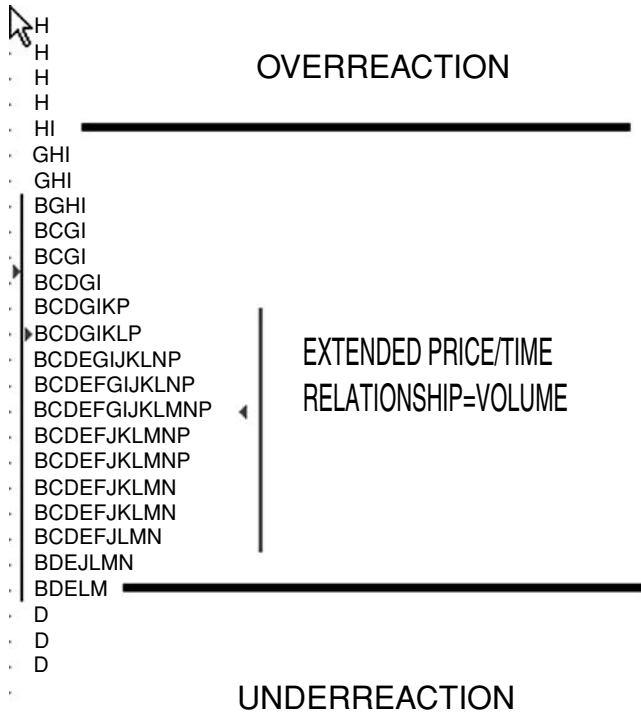 H
H
OVERREACTION
H
H
HI
GHI
GHI
BGHI
BCGI
BCGI
BCDGI
BCDGIKP
BCDGIKLP
BCDEGIJKLNP
BCDEFGIJKLNP
BCDEFGIJKLMNP
BCDEFJKLMNP
BCDEFJKLMNP
BCDEFJKLMN
BCDEFJKLMN
BCDEFJLMN
BDEJLMN
BDELM
D
D
D
EXTENDED PRICE/TIME
RELATIONSHIP=VOLUME
UNDERREACTION